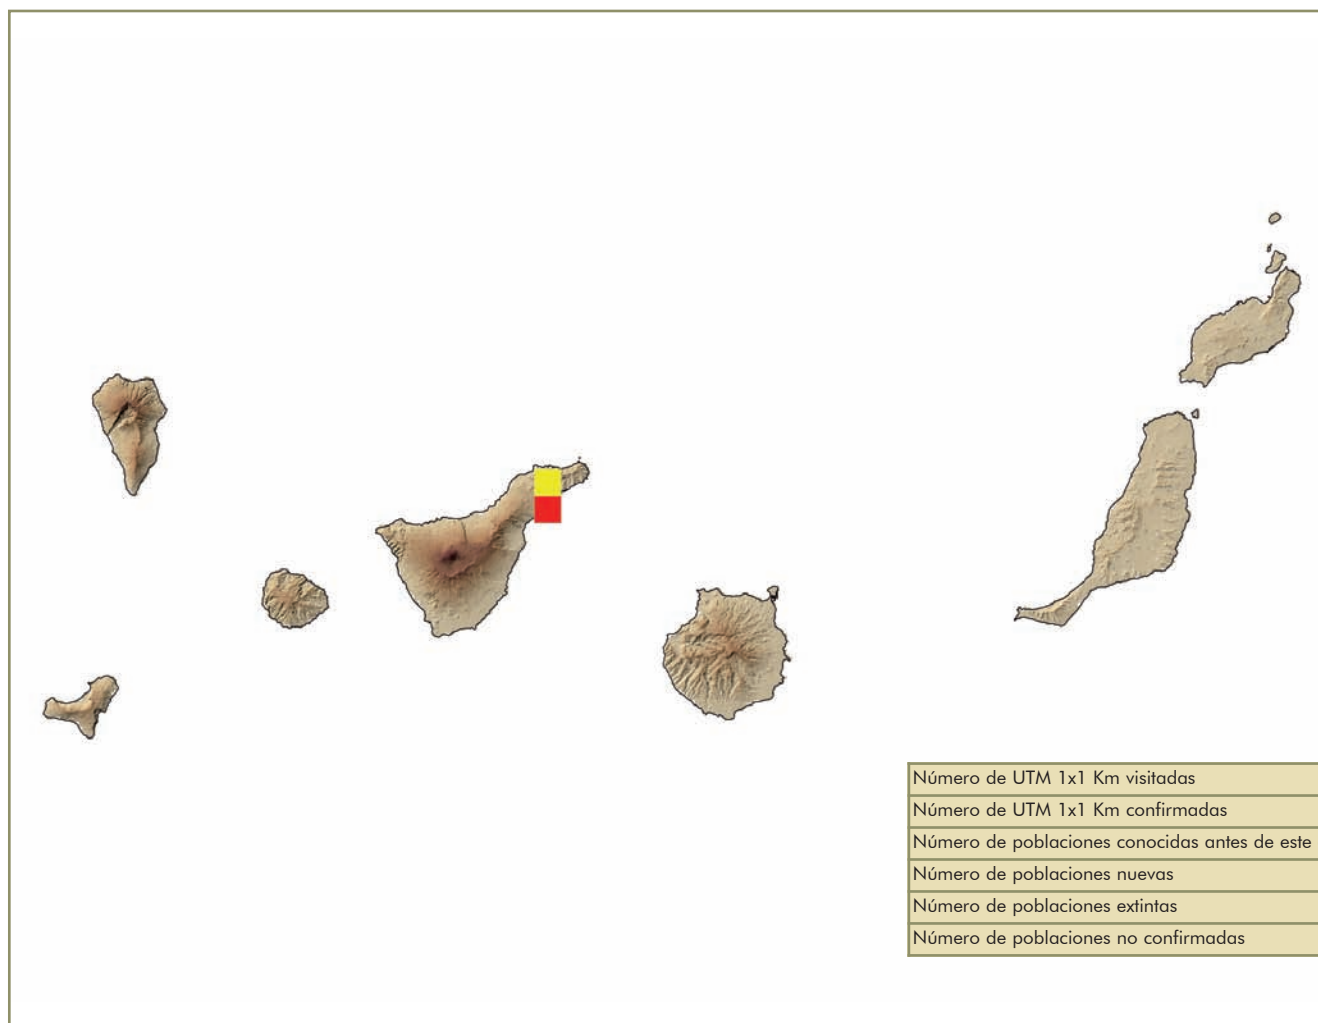 Número de UTM 1x1 Km visitadas
Número de UTM 1x1 Km confirmadas
Número de poblaciones conocidas antes de este
Número de poblaciones nuevas
Número de poblaciones extintas
Número de poblaciones no confirmadas